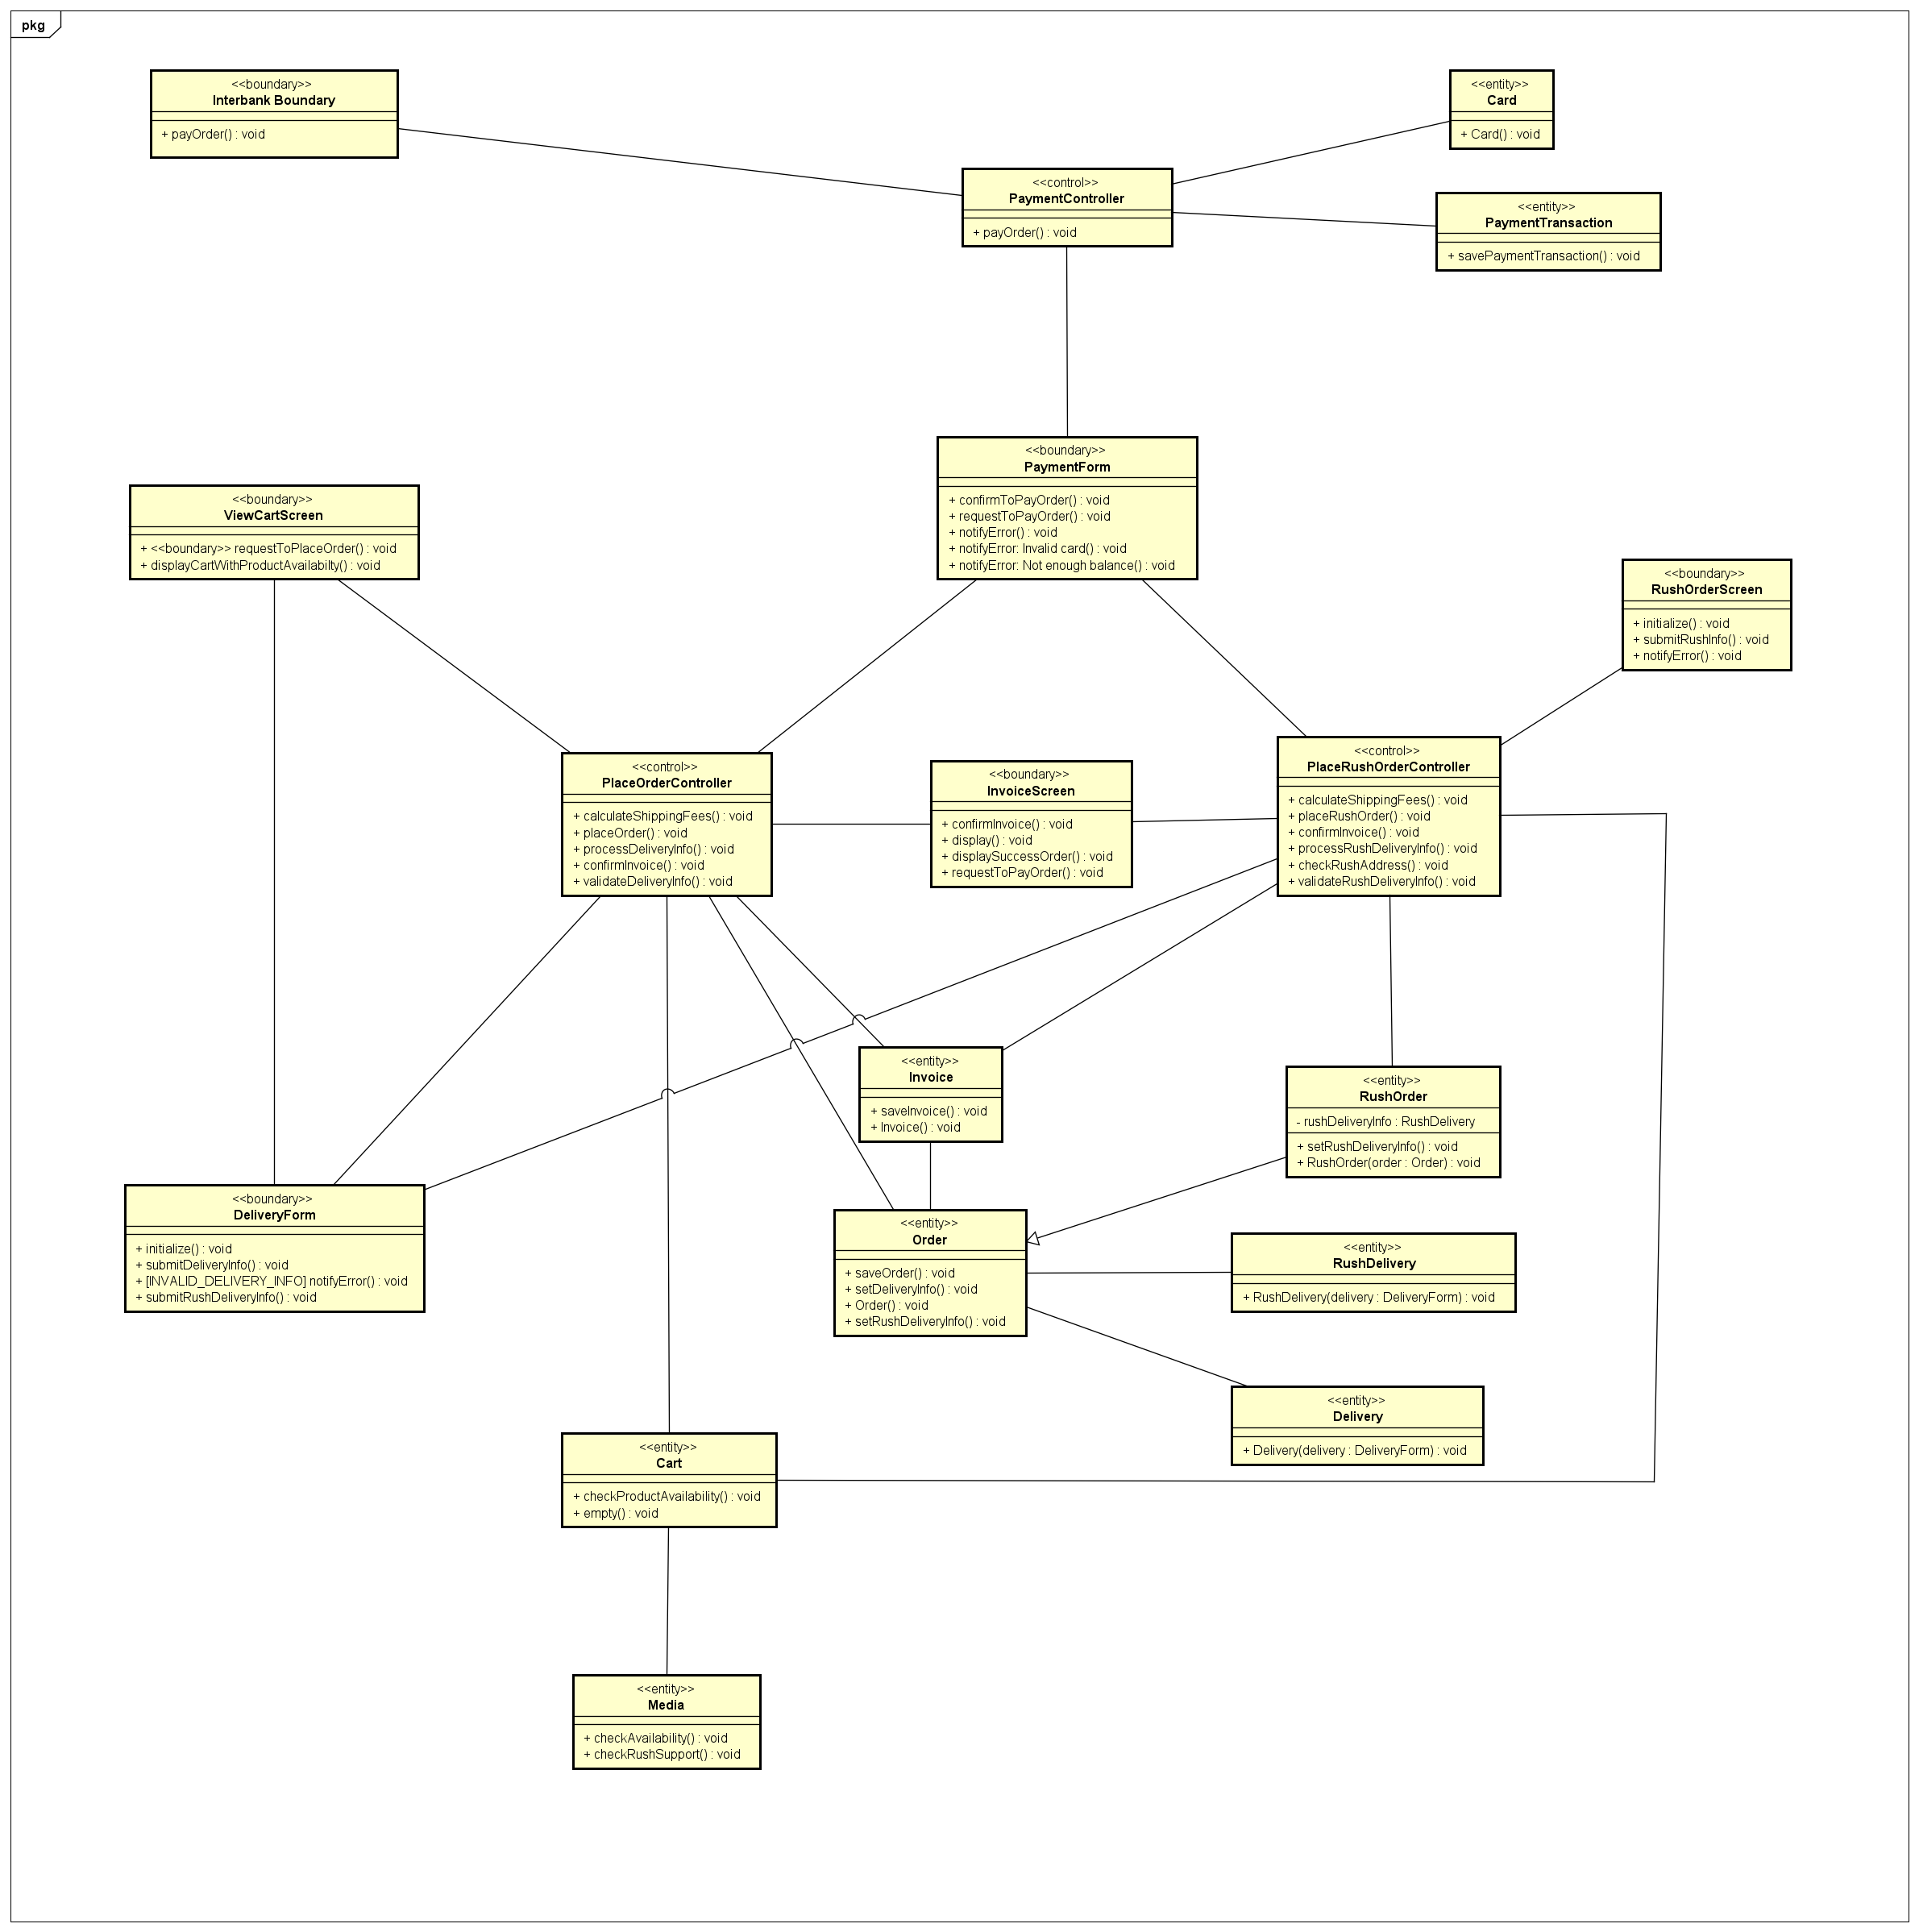 pkg
<<boundary>>
Interbank Boundary
+ payOrder() : void
<<entity>>
Card
+ Card() : void
<<control>>
PaymentController
+ payOrder() : void
<<entity>>
PaymentTransaction
+ savePaymentTransaction() : void
<<boundary>>
PaymentForm
+ confirmToPayOrder() : void
+ requestToPayOrder() : void
+ notifyError() : void
+ notifyError: Invalid card() : void
+ notifyError: Not enough balance() : void
<<boundary>>
ViewCartScreen
+ <<boundary>> requestToPlaceOrder() : void
+ displayCartWithProductAvailabilty() : void
<<boundary>>
RushOrderScreen
+ initialize() : void
+ submitRushInfo() : void
+ notifyError() : void
<<control>>
PlaceOrderController
+ calculateShippingFees() : void
+ placeOrder() : void
+ processDeliveryInfo() : void
+ confirmInvoice() : void
+ validateDeliveryInfo() : void
<<boundary>>
InvoiceScreen
+ confirmInvoice() : void
+ display() : void
+ displaySuccessOrder() : void
+ requestToPayOrder() : void
<<control>>
PlaceRushOrderController
+ calculateShippingFees() : void
+ placeRushOrder() : void
+ confirmInvoice() : void
+ processRushDeliveryInfo() : void
+ checkRushAddress() : void
+ validateRushDeliveryInfo() : void
<<entity>>
Invoice
+ saveInvoice() : void
+ Invoice() : void
<<entity>>
RushOrder
- rushDeliveryInfo : RushDelivery
+ setRushDeliveryInfo() : void
+ RushOrder(order : Order) : void
<<boundary>>
DeliveryForm
+ initialize() : void
+ submitDeliveryInfo() : void
+ [INVALID_DELIVERY_INFO] notifyError() : void
+ submitRushDeliveryInfo() : void
<<entity>>
Order
+ saveOrder() : void
+ setDeliveryInfo() : void
+ Order() : void
+ setRushDeliveryInfo() : void
<<entity>>
RushDelivery
+ RushDelivery(delivery : DeliveryForm) : void
<<entity>>
Delivery
+ Delivery(delivery : DeliveryForm) : void
<<entity>>
Cart
+ checkProductAvailability() : void
+ empty() : void
<<entity>>
Media
+ checkAvailability() : void
+ checkRushSupport() : void